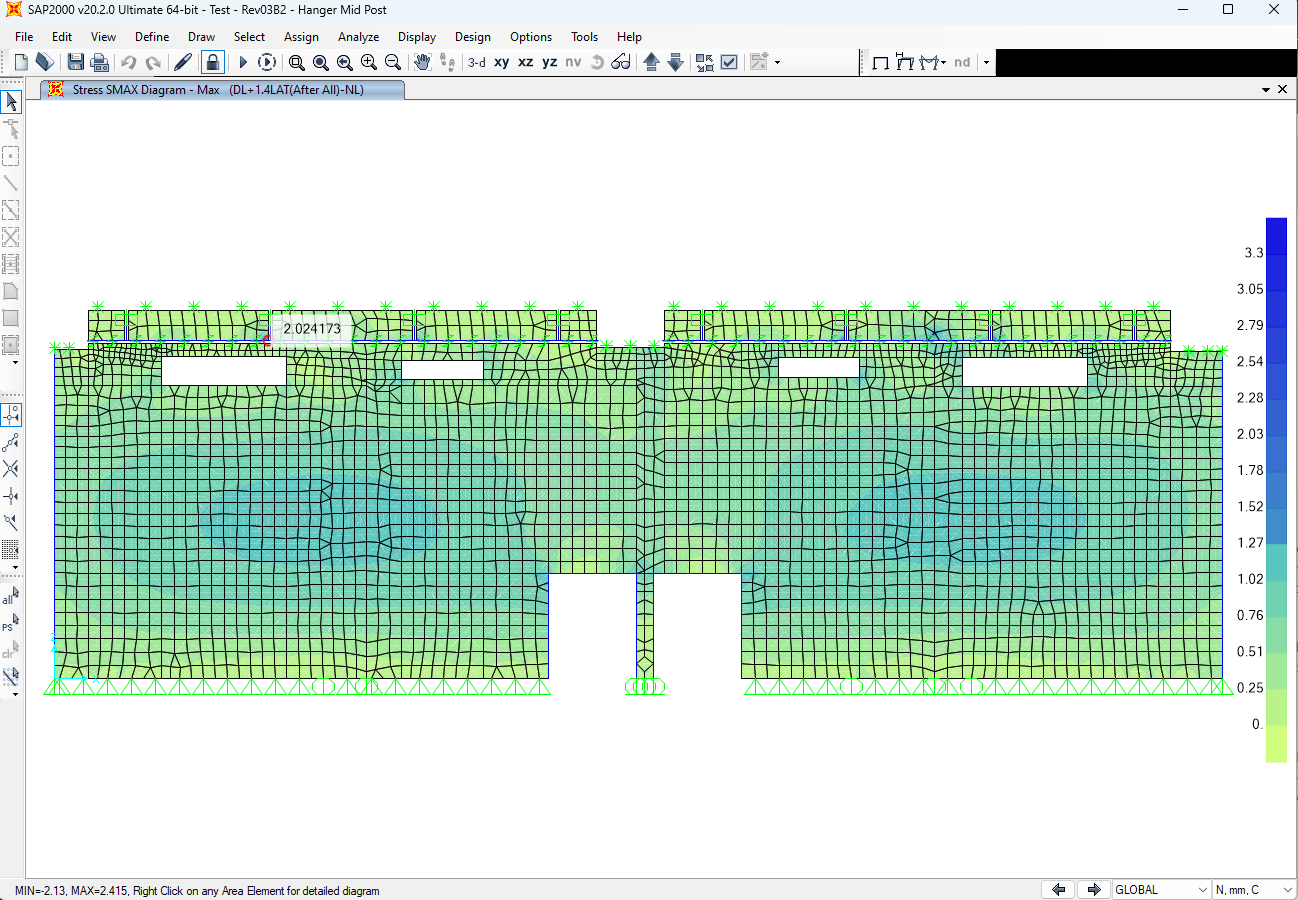 SAP2000 v20.2.0 Ultimate 64-bit - Test - Rev03B2 - Hanger Mid Post
File Edit View Define Draw Select Assign Analyze Display Design Options Tools Help
3-d xy xz yz nv nd
Stress SMAX Diagram - Max (DL+1.4LAT(After All)-NL)
2.024173
3.3
3.05
2.79
2.54
2.28
2.03
1.78
1.52
1.27
1.02
0.76
0.51
0.25
0.
all
PS
clr
MIN=-2.13, MAX=2.415, Right Click on any Area Element for detailed diagram
GLOBAL
N, mm, C